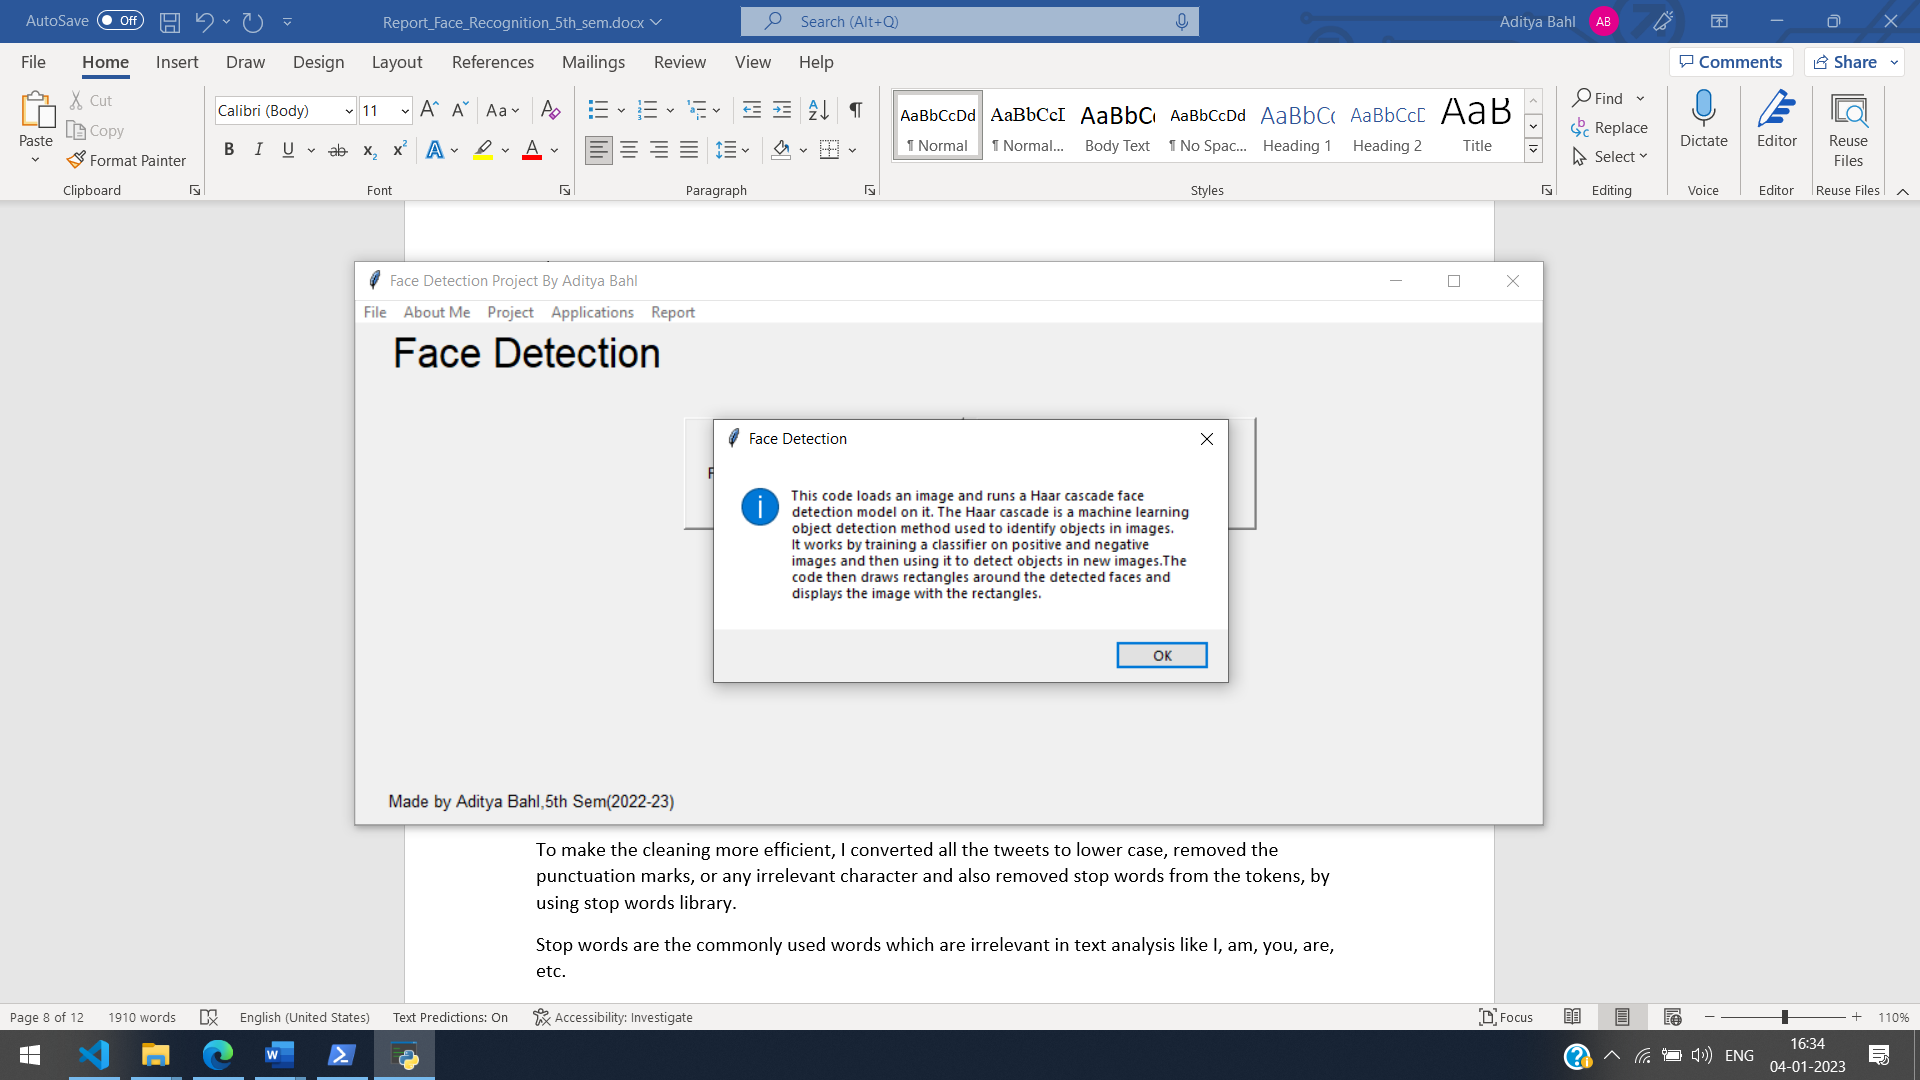 AutoSave Off Report_Face_Recognition_5th_sem.docx Search (Alt+Q) Aditya Bahl AB
File Home Insert Draw Design Layout References Mailings Review View Help Comments Share
Paste Cut Copy Format Painter Clipboard
Calibri (Body) 11 Aa
B I U ab x₂ x² A A Font
Paragraph
AaBbCcDd AaBbCcI AaBbC AaBbCcDd AaBbCc AaBbCcD AaB
¶ Normal ¶ Normal... Body Text ¶ No Spac... Heading 1 Heading 2 Title
Styles
Find Replace Select Editing
Dictate Voice
Editor Editor
Reuse Files Reuse Files
Face Detection Project By Aditya Bahl
File About Me Project Applications Report
Face Detection
Face Detection
This code loads an image and runs a Haar cascade face
detection model on it. The Haar cascade is a machine learning
object detection method used to identify objects in images.
It works by training a classifier on positive and negative
images and then using it to detect objects in new images.The
code then draws rectangles around the detected faces and
displays the image with the rectangles.
OK
Made by Aditya Bahl,5th Sem(2022-23)
To make the cleaning more efficient, I converted all the tweets to lower case, removed the
punctuation marks, or any irrelevant character and also removed stop words from the tokens, by
using stop words library.
Stop words are the commonly used words which are irrelevant in text analysis like I, am, you, are,
etc.
Page 8 of 12 1910 words English (United States) Text Predictions: On Accessibility: Investigate Focus 110%
ENG 16:34
04-01-2023